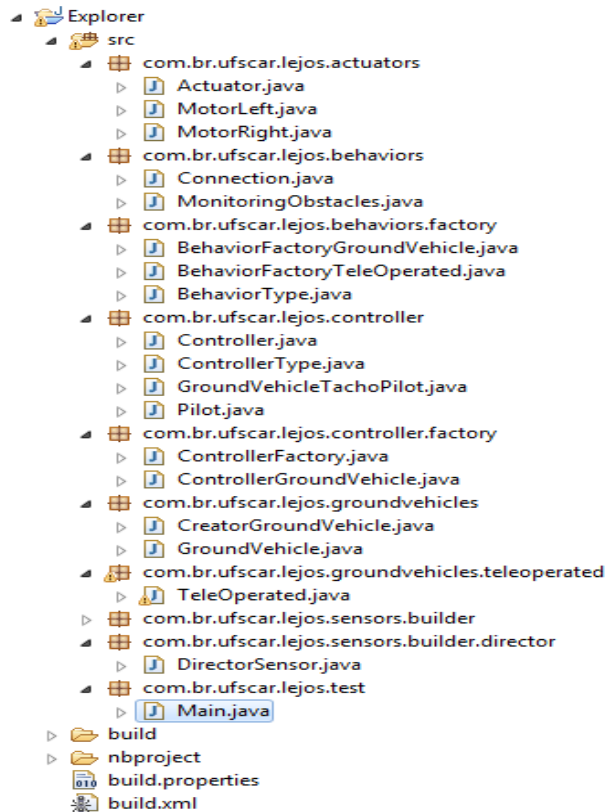 Explorer
src
com.br.ufscar.lejos.actuators
Actuator.java
MotorLeft.java
MotorRight.java
com.br.ufscar.lejos.behaviors
Connection.java
MonitoringObstacles.java
com.br.ufscar.lejos.behaviors.factory
BehaviorFactoryGroundVehicle.java
BehaviorFactoryTeleOperated.java
BehaviorType.java
com.br.ufscar.lejos.controller
Controller.java
ControllerType.java
GroundVehicleTachoPilot.java
Pilot.java
com.br.ufscar.lejos.controller.factory
ControllerFactory.java
ControllerGroundVehicle.java
com.br.ufscar.lejos.groundvehicles
CreatorGroundVehicle.java
GroundVehicle.java
com.br.ufscar.lejos.groundvehicles.teleoperated
TeleOperated.java
com.br.ufscar.lejos.sensors.builder
com.br.ufscar.lejos.sensors.builder.director
DirectorSensor.java
com.br.ufscar.lejos.test
Main.java
build
nbproject
build.properties
build.xml